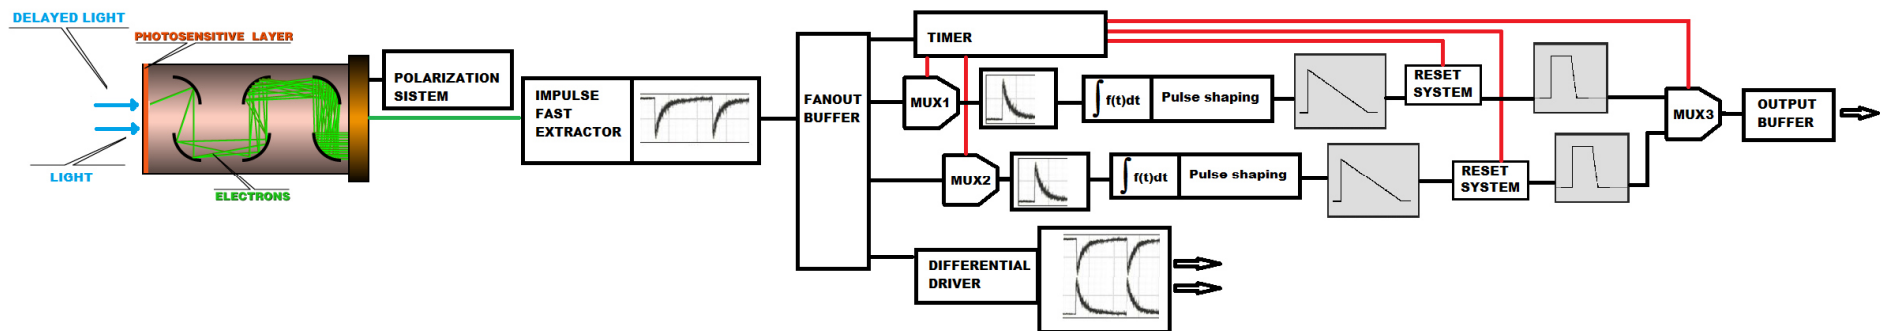 DELAYED LIGHT
PHOTOSENSITIVE LAYER
LIGHT
ELECTRONS
POLARIZATION
SISTEM
IMPULSE
FAST
EXTRACTOR
FANOUT
BUFFER
TIMER
MUX1
∫ f(t)dt
Pulse shaping
RESET
SYSTEM
MUX2
∫ f(t)dt
Pulse shaping
RESET
SYSTEM
MUX3
OUTPUT
BUFFER
DIFFERENTIAL
DRIVER